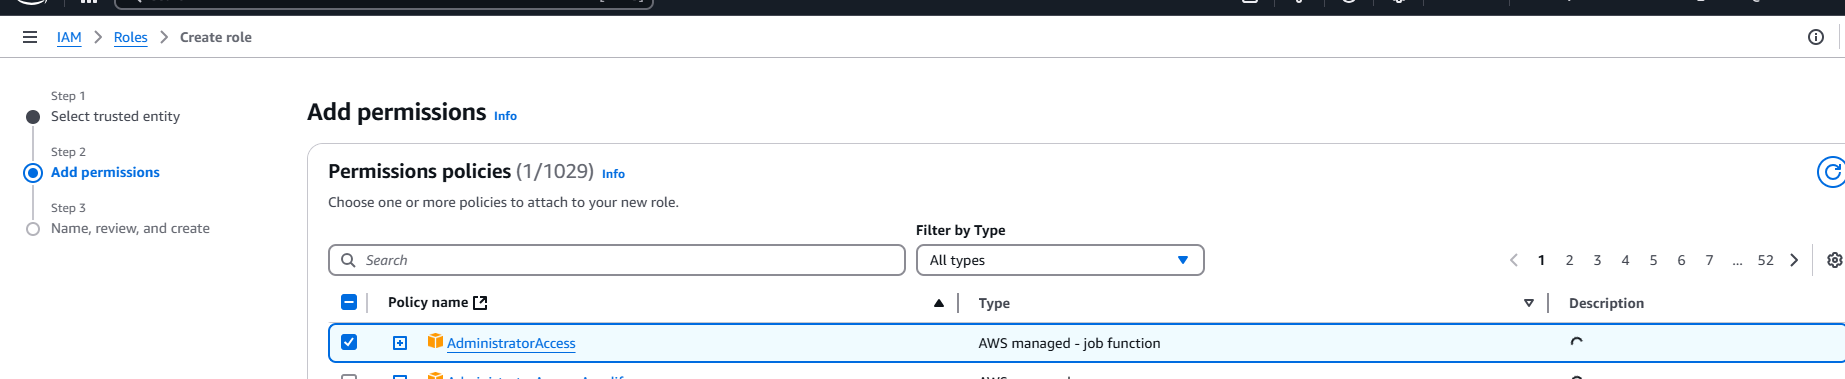 IAM > Roles > Create role
Step 1
Select trusted entity
Step 2
Add permissions
Step 3
Name, review, and create
Add permissions Info
Permissions policies (1/1029) Info
Choose one or more policies to attach to your new role.
Filter by Type
Search
All types
1 2 3 4 5 6 7 ... 52
Policy name Type Description
AdministratorAccess AWS managed - job function